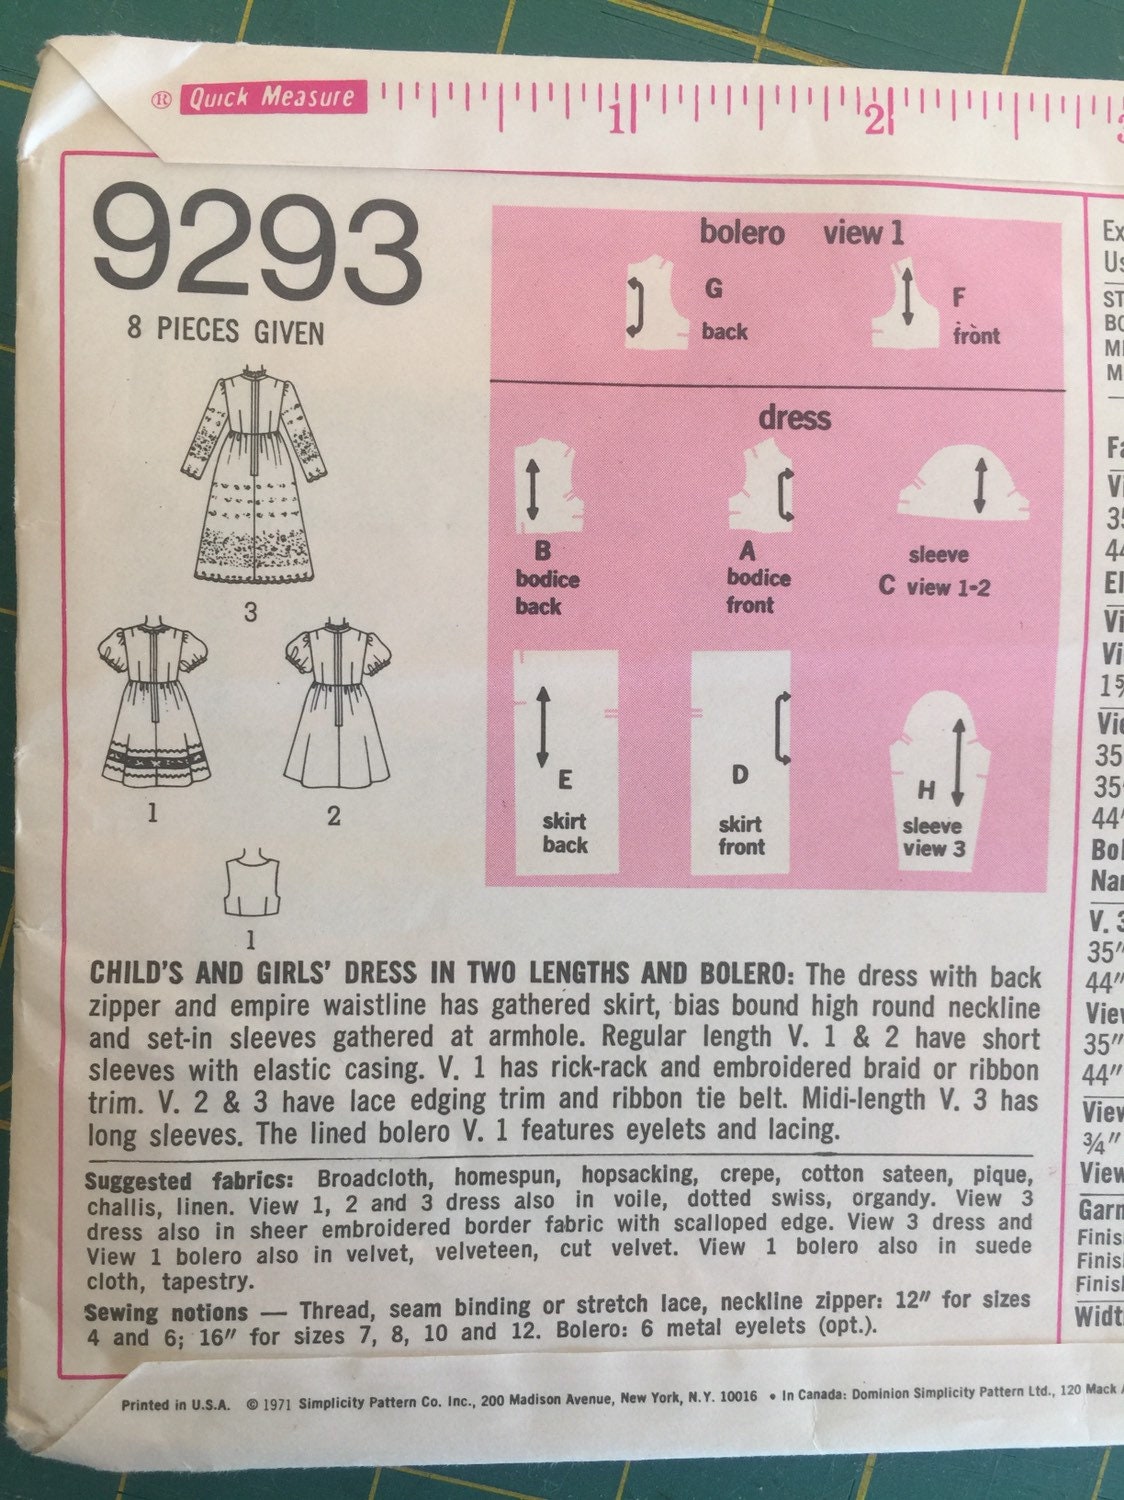 ® Quick Measure
1 2 3
9293
8 PIECES GIVEN
3
1 2
1
bolero view 1
G
back
F
front
dress
B
bodice
back
A
bodice
front
sleeve
C view 1-2
E
skirt
back
D
skirt
front
H
sleeve
view 3
CHILD'S AND GIRLS' DRESS IN TWO LENGTHS AND BOLERO: The dress with back
zipper and empire waistline has gathered skirt, bias bound high round neckline
and set-in sleeves gathered at armhole. Regular length V. 1 & 2 have short
sleeves with elastic casing. V. 1 has rick-rack and embroidered braid or ribbon
trim. V. 2 & 3 have lace edging trim and ribbon tie belt. Midi-length V. 3 has
long sleeves. The lined bolero V. 1 features eyelets and lacing.
Suggested fabrics: Broadcloth, homespun, hopsacking, crepe, cotton sateen, pique,
challis, linen. View 1, 2 and 3 dress also in voile, dotted swiss, organdy. View 3
dress also in sheer embroidered border fabric with scalloped edge. View 3 dress and
View 1 bolero also in velvet, velveteen, cut velvet. View 1 bolero also in suede
cloth, tapestry.
Sewing notions — Thread, seam binding or stretch lace, neckline zipper: 12" for sizes
4 and 6; 16" for sizes 7, 8, 10 and 12. Bolero: 6 metal eyelets (opt.).
Printed in U.S.A. © 1971 Simplicity Pattern Co. Inc., 200 Madison Avenue, New York, N.Y. 10016 • In Canada: Dominion Simplicity Pattern Ltd., 120 Mack
V. 3
35"
44"
View
35"
44"
View
¾"
View